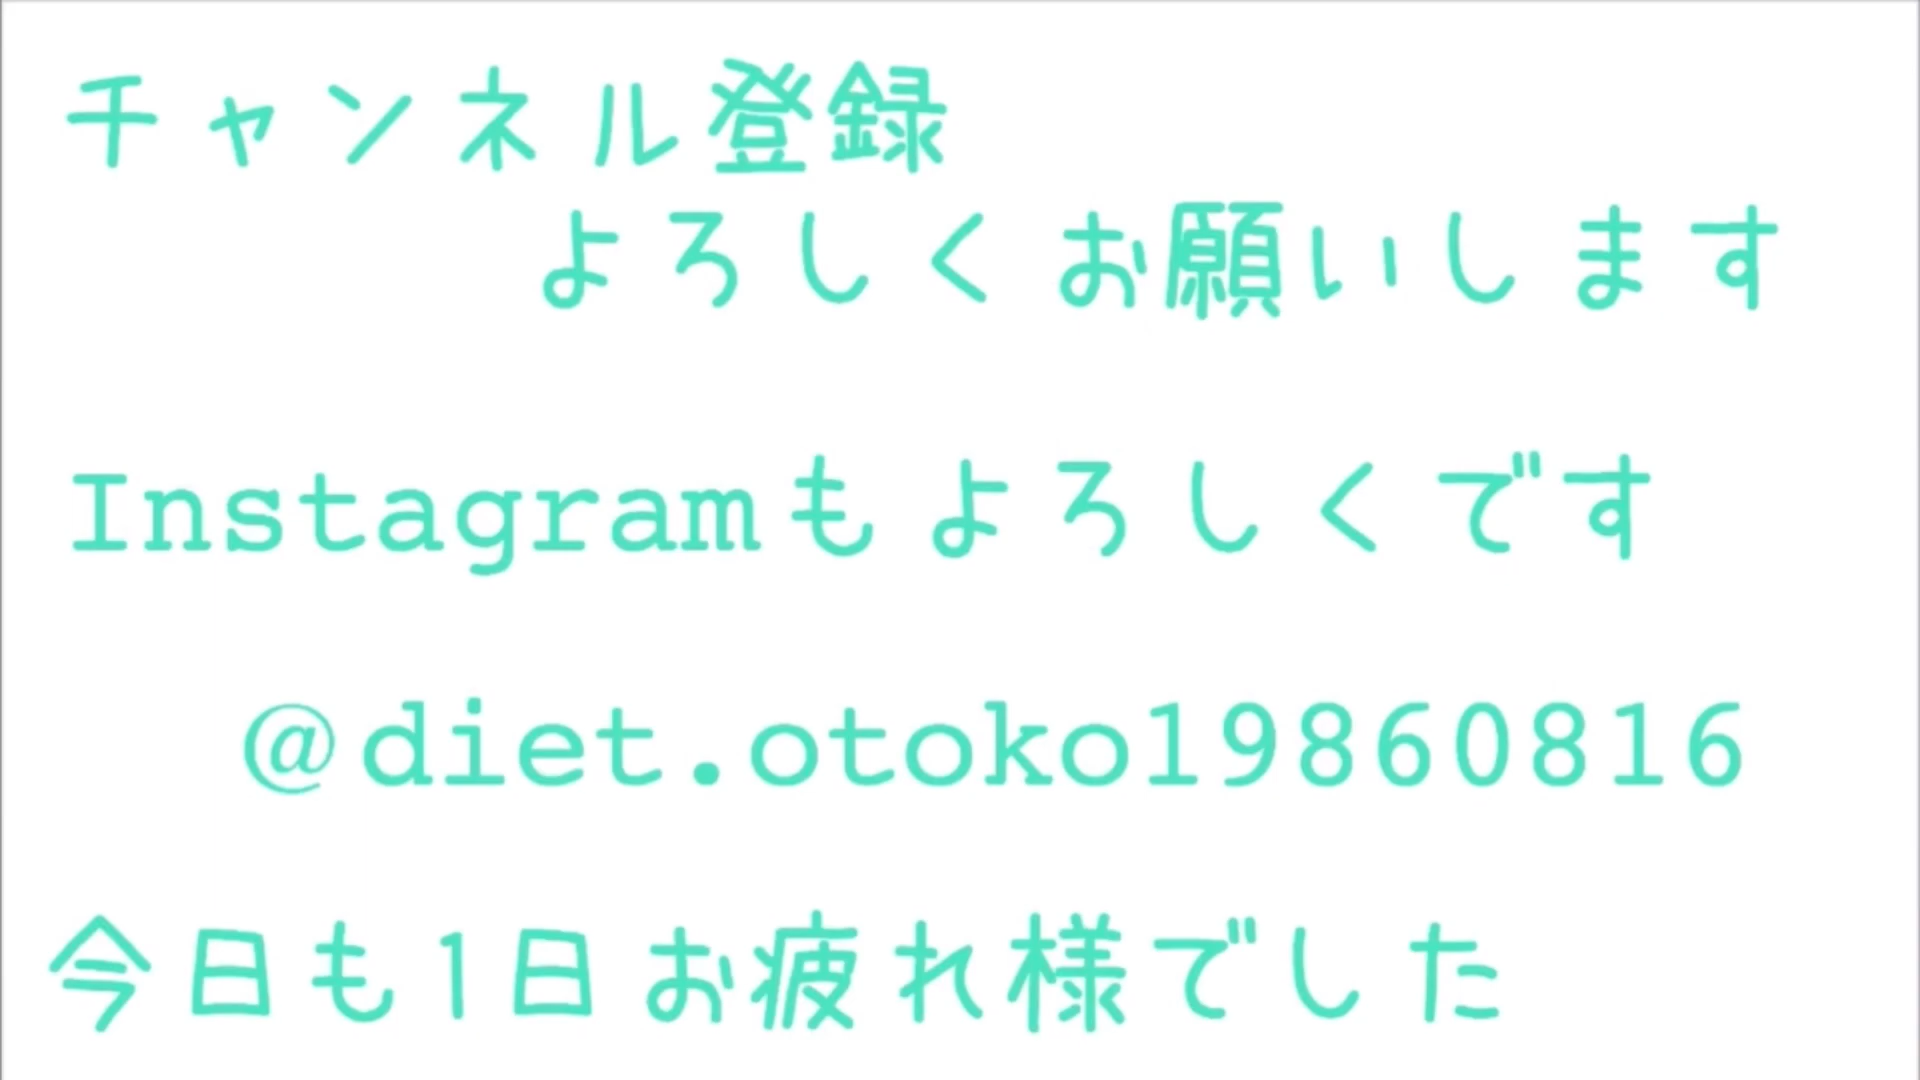 チャンネル登録
よろしくお願いします
Instagramもよろしくです
@diet.otoko19860816
今日も1日お疲れ様でした